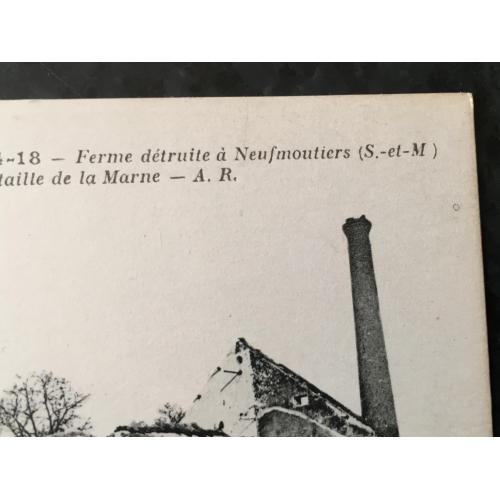 -18 — Ferme détruite à Neufmoutiers (S.-et-M)
taille de la Marne — A. R.